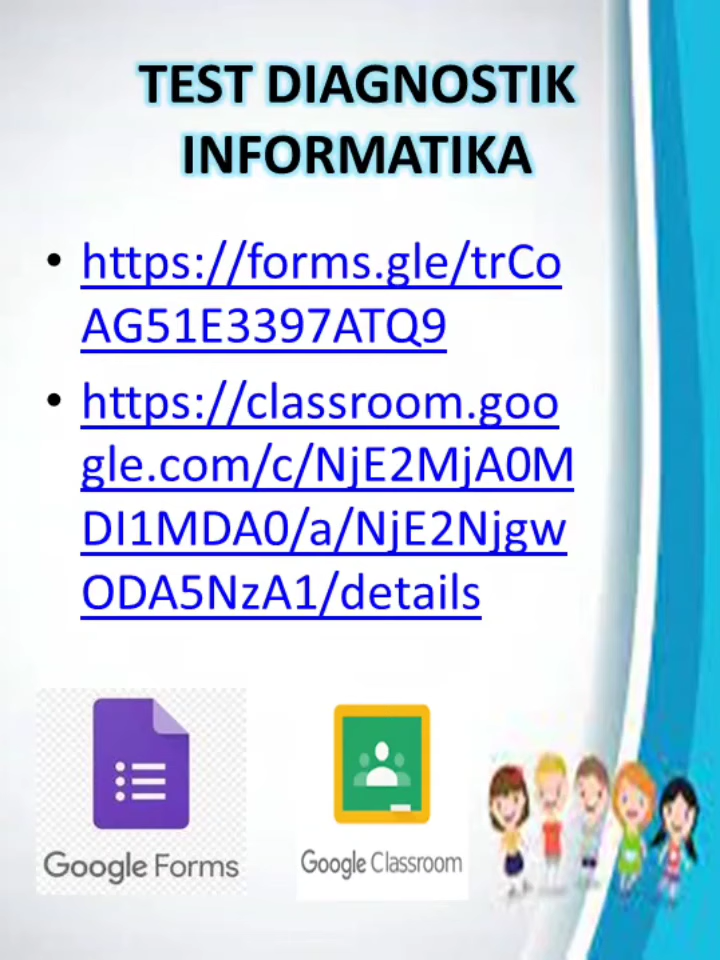 TEST DIAGNOSTIK
INFORMATIKA
• https://forms.gle/trCo
AG51E3397ATQ9
• https://classroom.goo
gle.com/c/NjE2MjA0M
DI1MDA0/a/NjE2Njgw
ODA5NzA1/details
Google Forms
Google Classroom